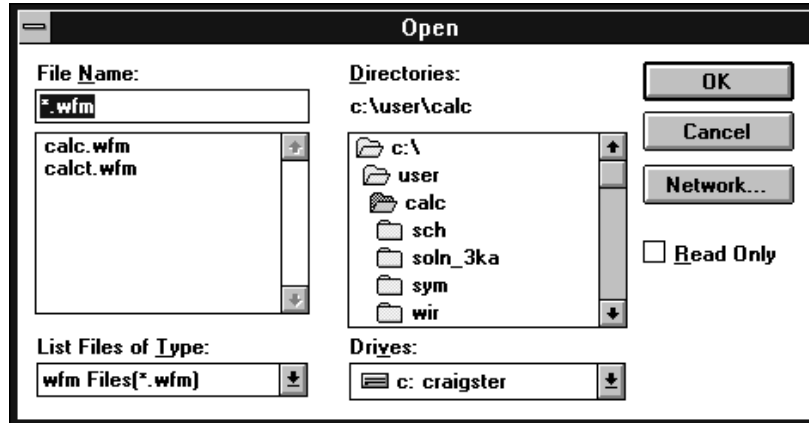 Open
File Name:
*.wfm
calc.wfm
calct.wfm
List Files of Type:
wfm Files(*.wfm)
Directories:
c:\user\calc
c:\
user
calc
sch
soln_3ka
sym
wir
Drives:
c: craigster
OK
Cancel
Network...
Read Only